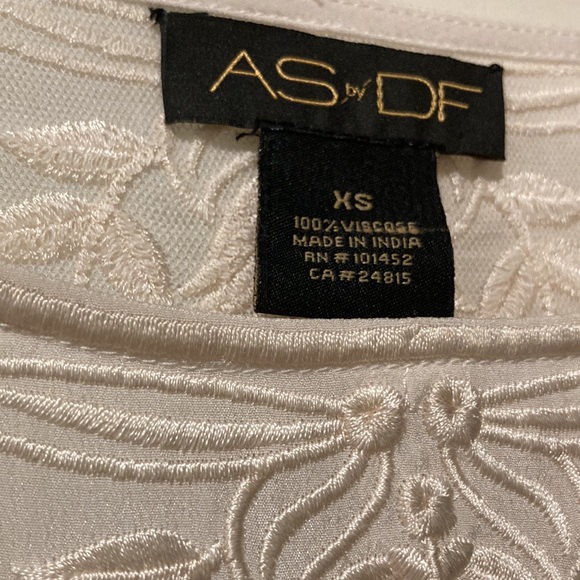 AS by DF
XS
100% VISCOSE
MADE IN INDIA
RN # 101452
CA # 24815